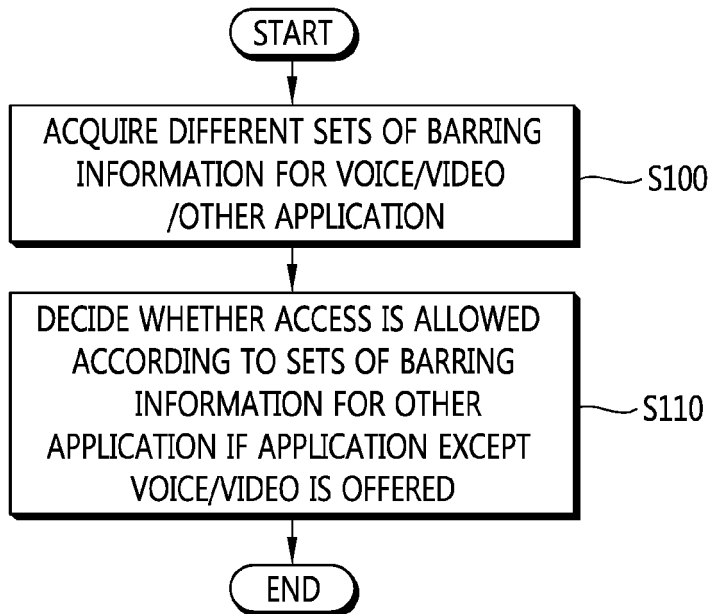 START
ACQUIRE DIFFERENT SETS OF BARRING
INFORMATION FOR VOICE/VIDEO
/OTHER APPLICATION
S100
DECIDE WHETHER ACCESS IS ALLOWED
ACCORDING TO SETS OF BARRING
INFORMATION FOR OTHER
APPLICATION IF APPLICATION EXCEPT
VOICE/VIDEO IS OFFERED
S110
END